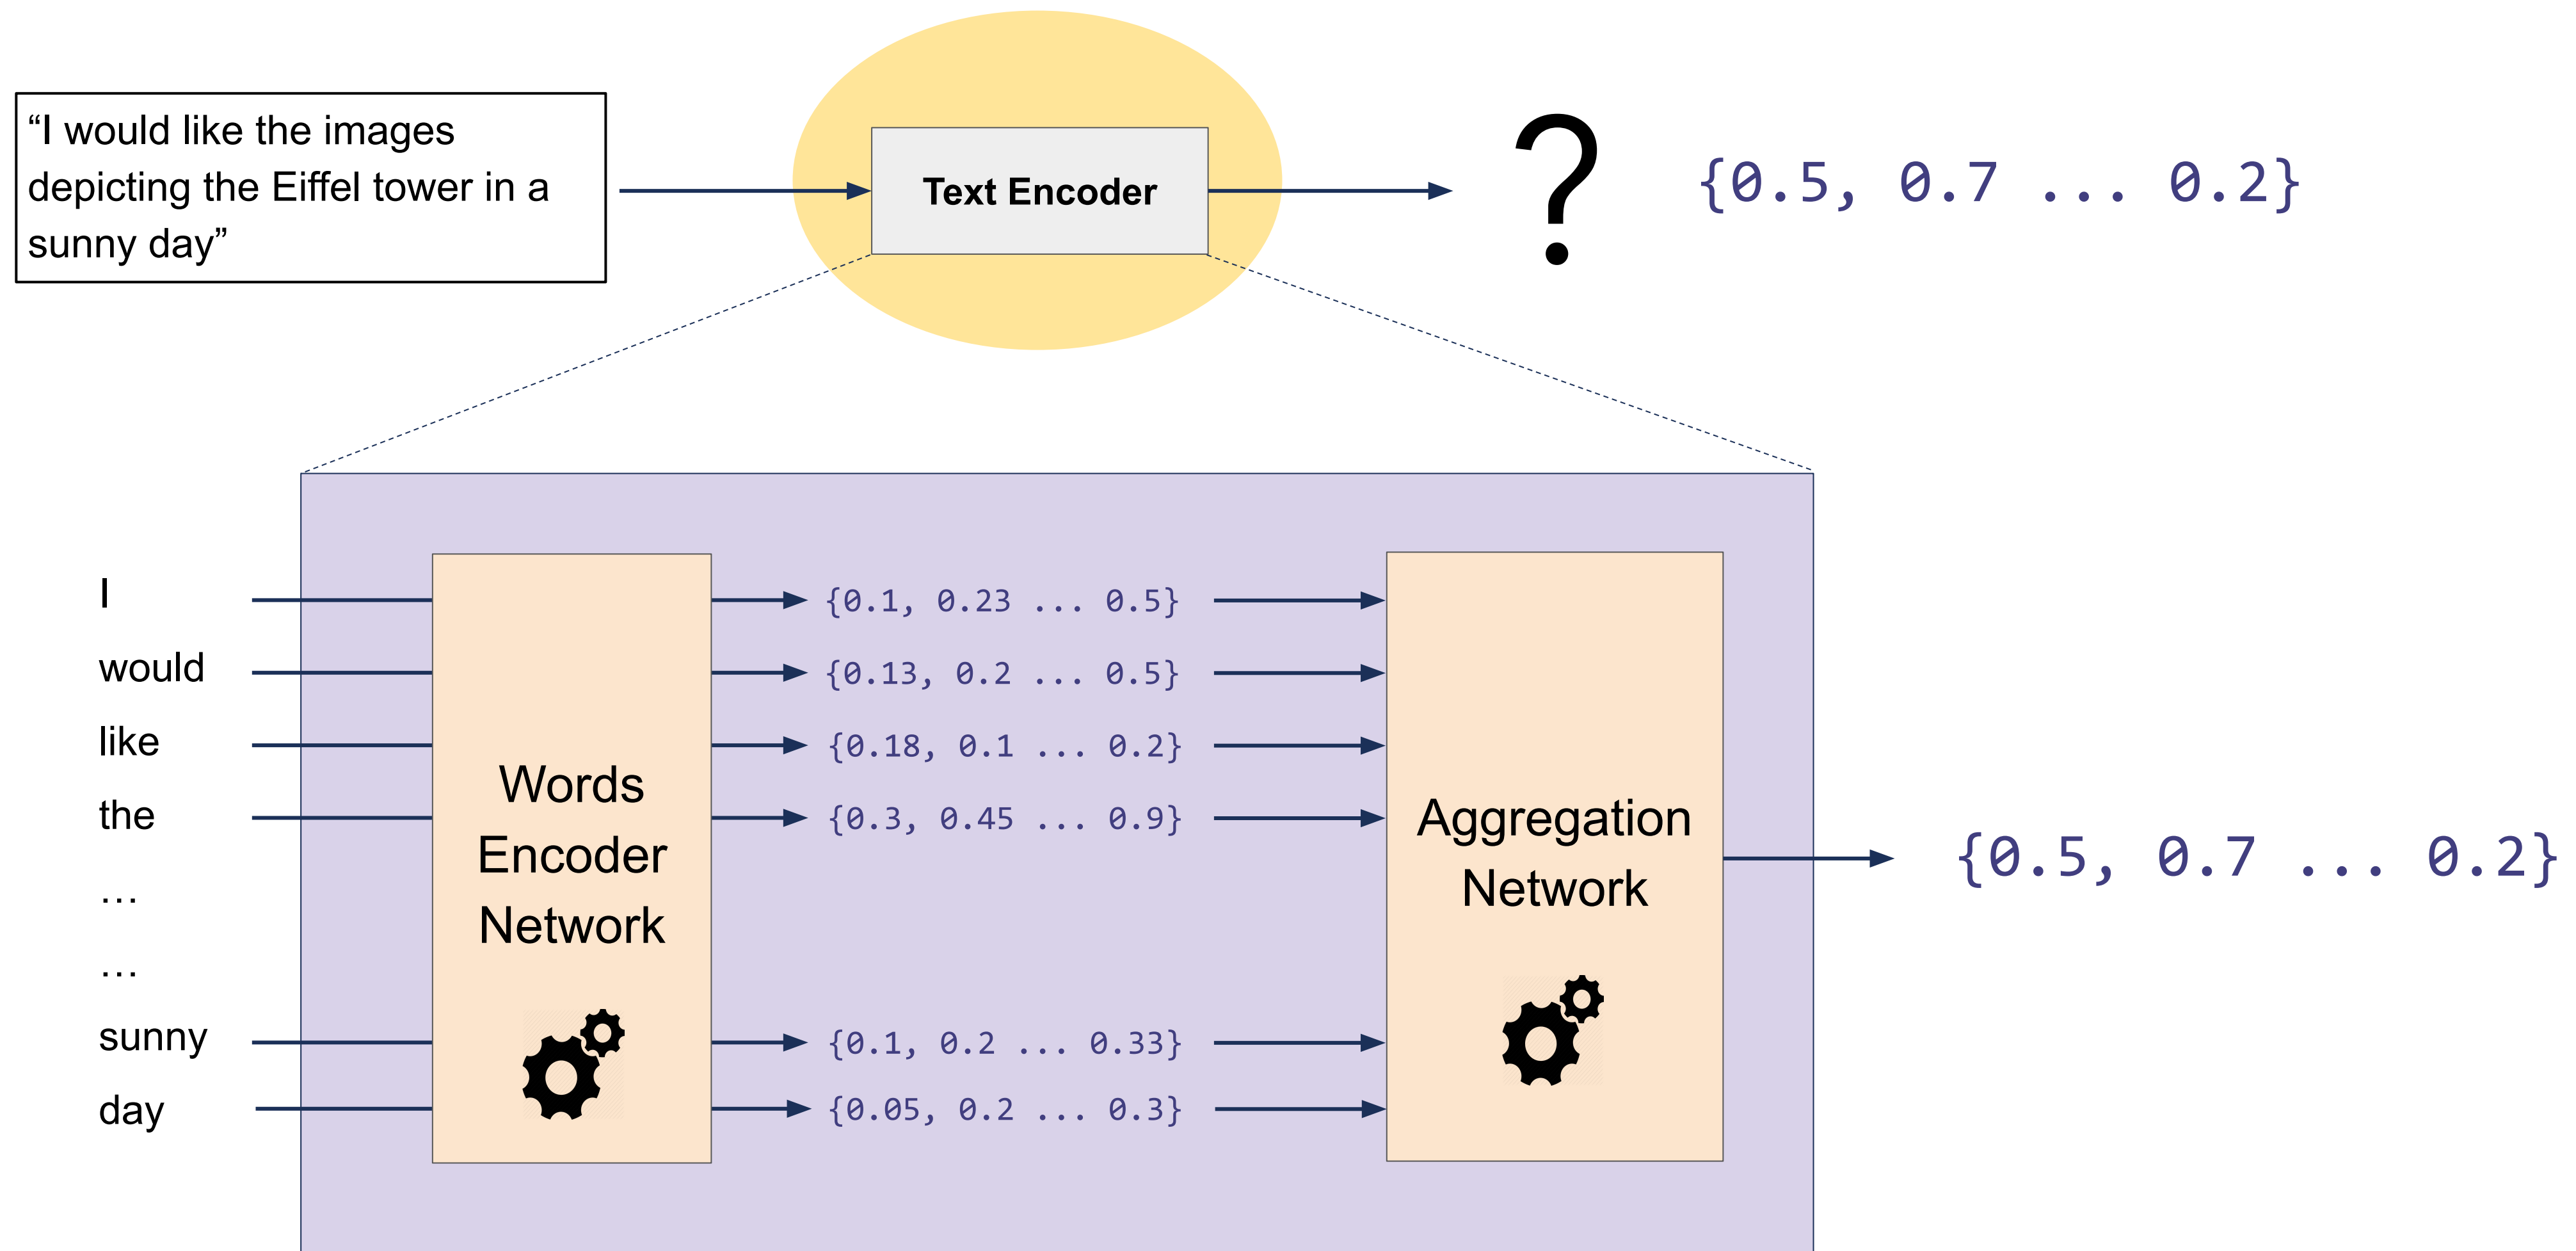 “I would like the images
depicting the Eiffel tower in a
sunny day”
Text Encoder
?
{0.5, 0.7 ... 0.2}
I
would
like
the
…
…
sunny
day
Words
Encoder
Network
{0.1, 0.23 ... 0.5}
{0.13, 0.2 ... 0.5}
{0.18, 0.1 ... 0.2}
{0.3, 0.45 ... 0.9}
{0.1, 0.2 ... 0.33}
{0.05, 0.2 ... 0.3}
Aggregation
Network
{0.5, 0.7 ... 0.2}